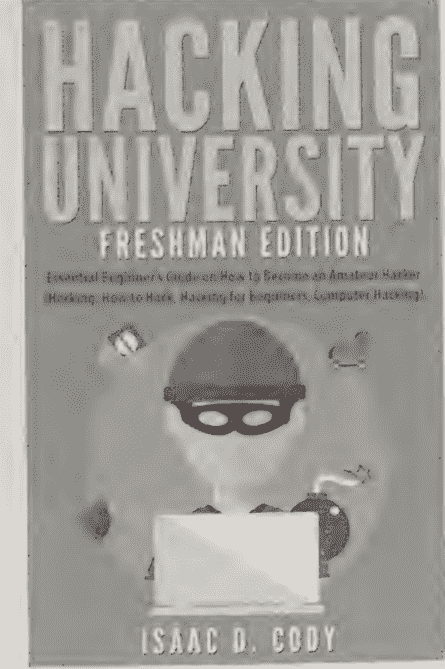 HACKING
UNIVERSITY
FRESHMAN EDITION
Essential Beginner's Guide on How to Become an Amateur Hacker
(Hacking, How to Hack, Hacking for Beginners, Computer Hacking)
ISAAC D. CODY